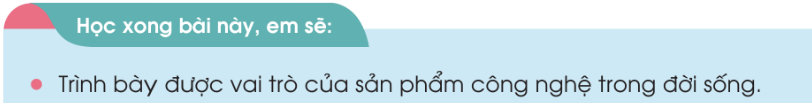 Học xong bài này, em sẽ:
Trình bày được vai trò của sản phẩm công nghệ trong đời sống.